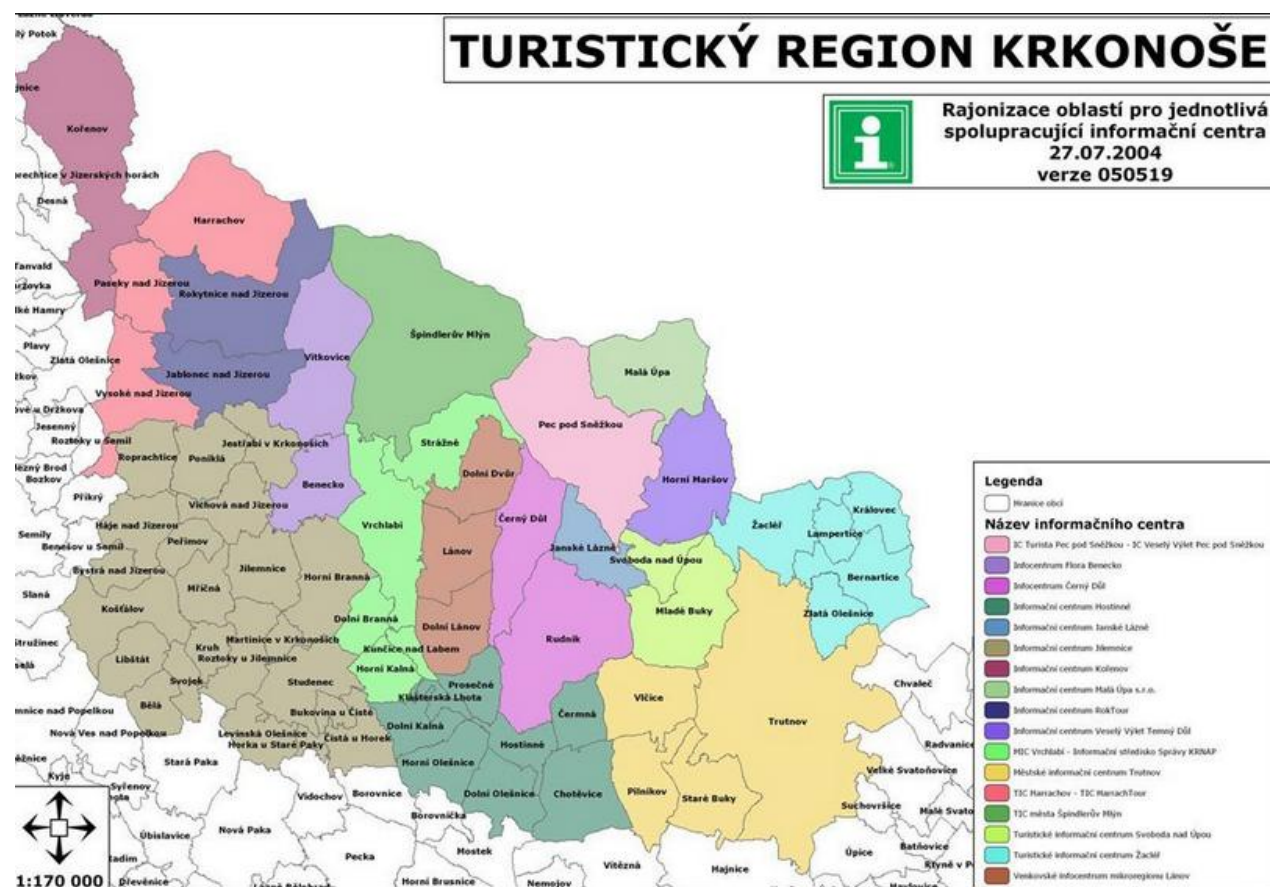 TURISTICKÝ REGION KRKONOŠE
Rajonizace oblastí pro jednotlivá
spolupracující informační centra
27.07.2004
verze 050519
Kořenov
Desná
Harrachov
Tanvald
Paseky nad Jizerou
Rokytnice nad Jizerou
Plavy
Zlatá Olešnice
Vysoké nad Jizerou
Jablonec nad Jizerou
Vítkovice
Špindlerův Mlýn
Malá Úpa
Jesenný
Roztoky u Semil
Roprachtice
Poniklá
Jestřabí v Krkonoších
Strážné
Pec pod Sněžkou
Bozkov
Příkrý
Benecko
Dolní Dvůr
Horní Maršov
Víchová nad Jizerou
Háje nad Jizerou
Semily
Benešov u Semil
Peřimov
Vrchlabí
Černý Důl
Žacléř
Královec
Lampertice
Bystrá nad Jizerou
Jilemnice
Horní Branná
Lánov
Janské Lázně
Svoboda nad Úpou
Bernartice
Slaná
Mříčná
Košťálov
Dolní Branná
Dolní Lánov
Mladé Buky
Zlatá Olešnice
Kruh
Martinice v Krkonoších
Kunčice nad Labem
Rudník
Libštát
Roztoky u Jilemnice
Horní Kalná
Svojek
Studenec
Prosečné
Klášterská Lhota
Vlčice
Chvaleč
Bělá
Bukovina u Čisté
Dolní Kalná
Čermná
Trutnov
Nová Ves nad Popelkou
Levínská Olešnice
Čistá u Horek
Horka u Staré Paky
Hostinné
Radvanice
Stará Paka
Horní Olešnice
Velké Svatoňovice
Kyje
Syřenov
Vidochov
Borovnice
Dolní Olešnice
Chotěvice
Pilníkov
Staré Buky
Suchovršice
Borovnička
Úbislavice
Nová Paka
Mostek
Batňovice
Pecka
Vítězná
Hajnice
Úpice
Horní Brusnice
Nemojov
1:170 000
Legenda
Hranice obcí
Název informačního centra
IC Turista Pec pod Sněžkou - IC Veselý Výlet Pec pod Sněžkou
Infocentrum Flora Benecko
Infocentrum Černý Důl
Informační centrum Hostinné
Informační centrum Janské Lázně
Informační centrum Jilemnice
Informační centrum Kořenov
Informační centrum Malá Úpa s.r.o.
Informační centrum RokTour
Informační centrum Veselý Výlet Temný Důl
MIC Vrchlabí - Informační středisko Správy KRNAP
Městské informační centrum Trutnov
TIC Harrachov - TIC HarrachTour
TIC města Špindlerův Mlýn
Turistické informační centrum Svoboda nad Úpou
Turistické informační centrum Žacléř
Venkovské infocentrum mikroregionu Lánov